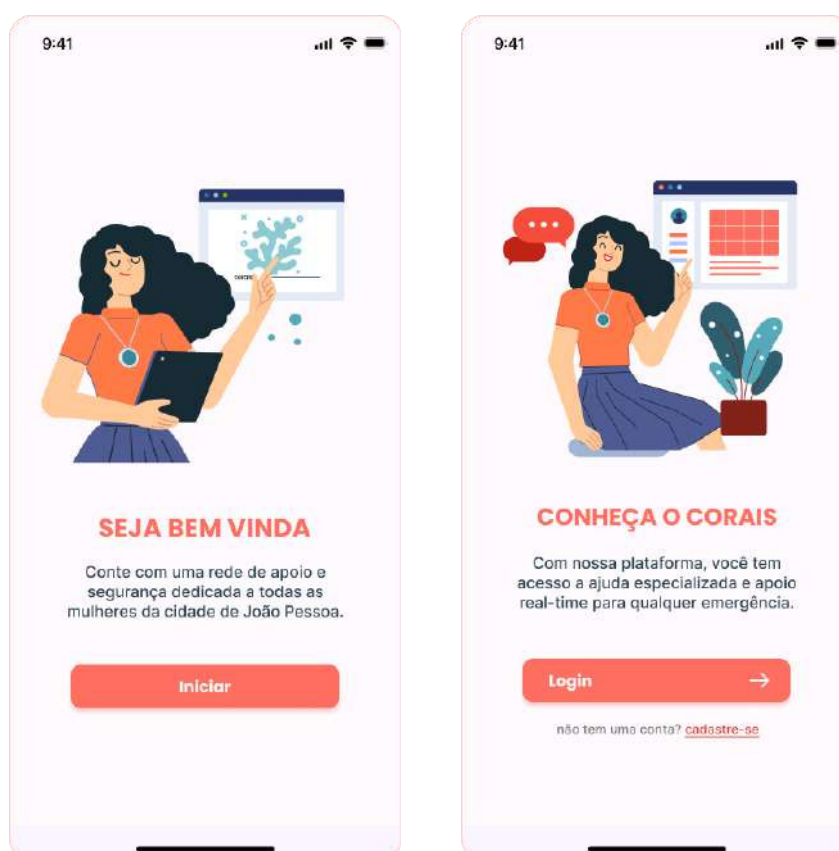 9:41
corais
SEJA BEM VINDA
Conte com uma rede de apoio e
segurança dedicada a todas as
mulheres da cidade de João Pessoa.
Iniciar
9:41
CONHEÇA O CORAIS
Com nossa plataforma, você tem
acesso a ajuda especializada e apoio
real-time para qualquer emergência.
Login
não tem uma conta? cadastre-se